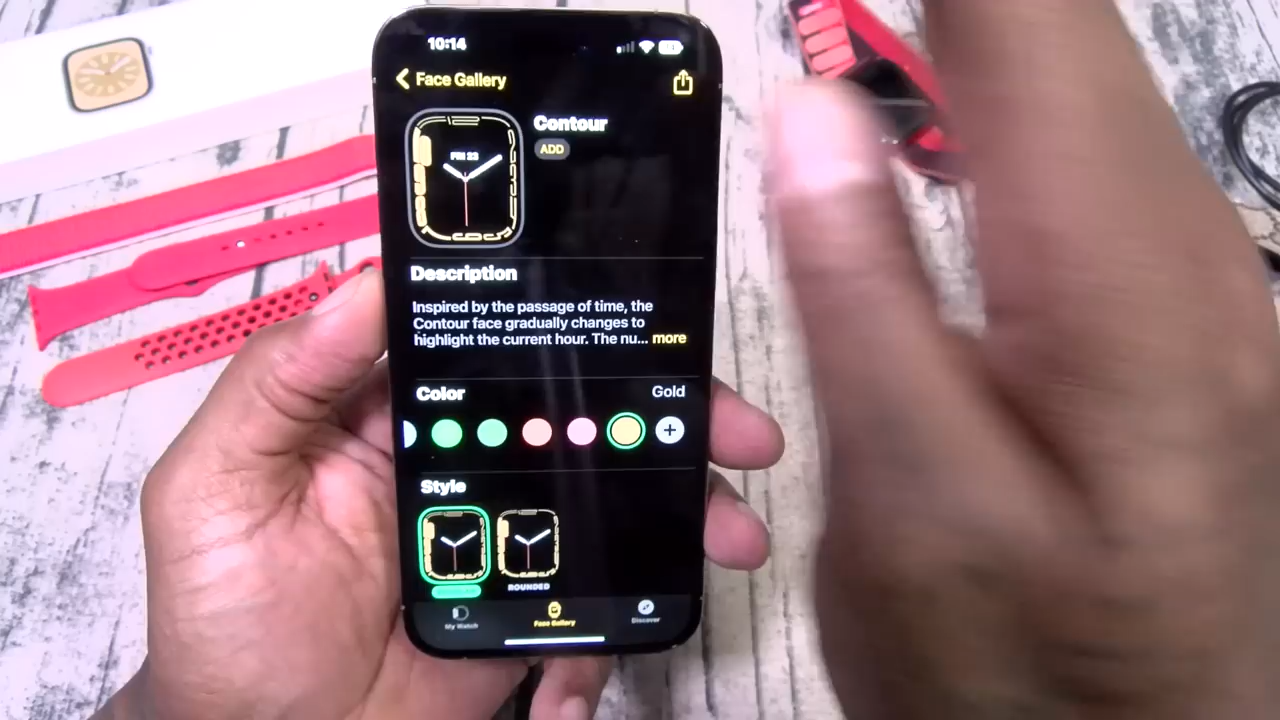 10:14
Face Gallery
Contour
ADD
FRI 23
Description
Inspired by the passage of time, the
Contour face gradually changes to
highlight the current hour. The nu... more
Color
Gold
Style
ROUNDED
My Watch
Face Gallery
Discover